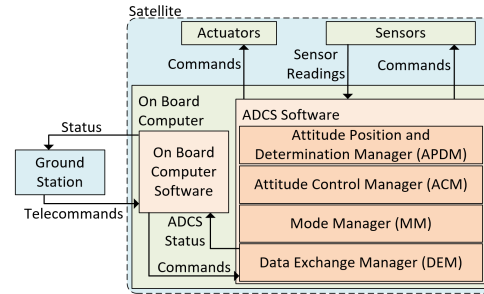 Satellite
Actuators
Sensors
Commands
Sensor
Readings
Commands
On Board
Computer
ADCS Software
Attitude Position and
Determination Manager (APDM)
Attitude Control Manager (ACM)
Mode Manager (MM)
Data Exchange Manager (DEM)
Status
On Board
Computer
Software
Ground
Station
Telecommands
ADCS
Status
Commands